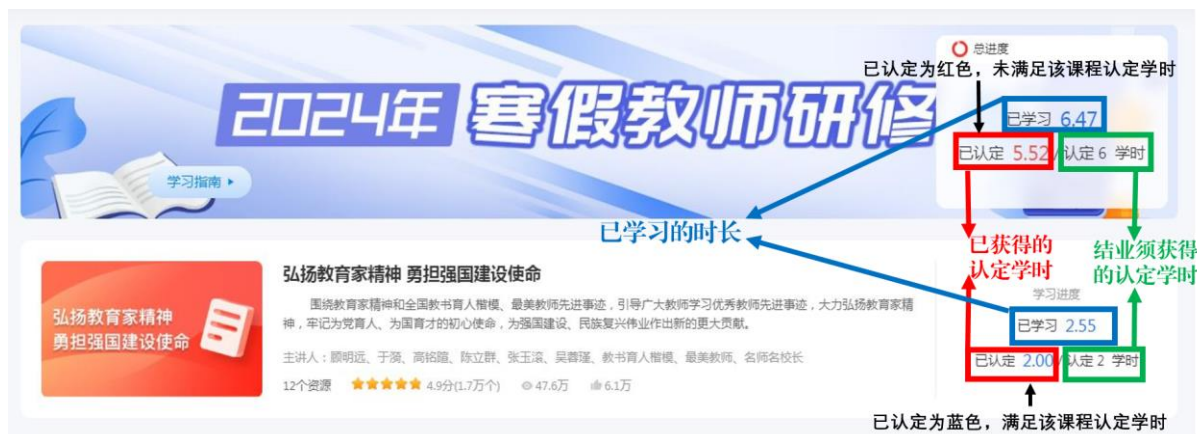 总进度
已认定为红色，未满足该课程认定学时
2024年 寒假教师研修
已学习 6.47
已认定 5.52 / 认定 6 学时
学习指南
已学习的时长
已获得的
认定学时
结业须获得
的认定学时
弘扬教育家精神
勇担强国建设使命
弘扬教育家精神 勇担强国建设使命
围绕教育家精神和全国教书育人楷模、最美教师先进事迹，引导广大教师学习优秀教师先进事迹，大力弘扬教育家精
神，牢记为党育人、为国育才的初心使命，为强国建设、民族复兴伟业作出新的更大贡献。
主讲人：顾明远、于漪、高铭暄、陈立群、张玉滚、吴蓉瑾、教书育人楷模、最美教师、名师名校长
12个资源 4.9分(1.7万个) 47.6万 6.1万
学习进度
已学习 2.55
已认定 2.00 / 认定 2 学时
已认定为蓝色，满足该课程认定学时